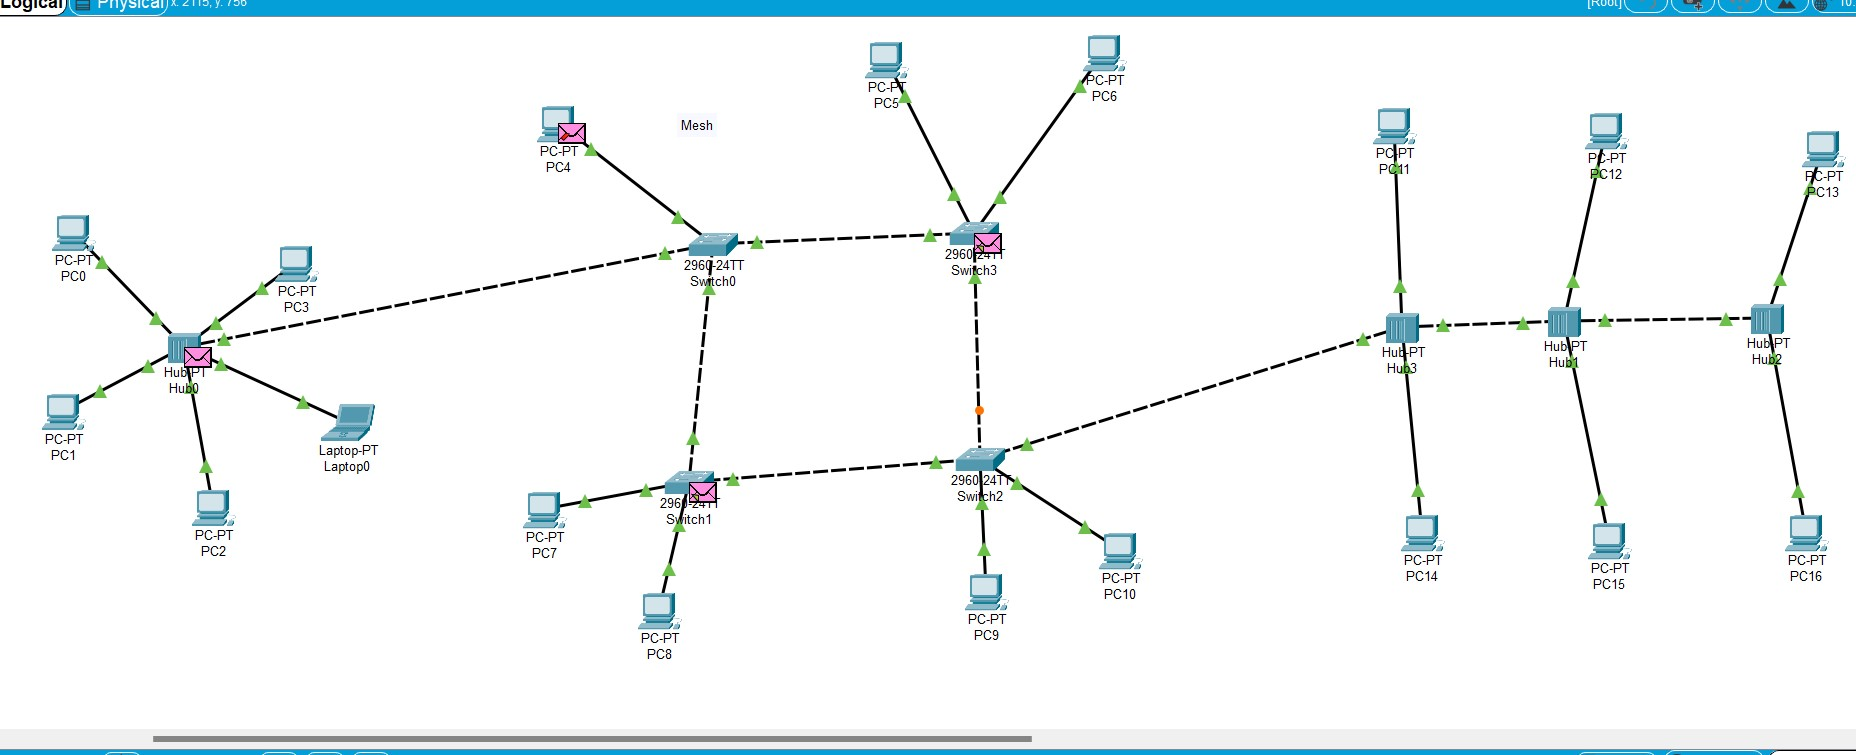 Logical
Physical
x: 2115, y: 756
[Root]
PC-PT
PC5
PC-PT
PC6
Mesh
PC-PT
PC4
PC-PT
PC11
PC-PT
PC12
PC-PT
PC13
PC-PT
PC0
PC-PT
PC3
2960-24TT
Switch0
2960-24TT
Switch3
Hub-PT
Hub0
Hub-PT
Hub3
Hub-PT
Hub1
Hub-PT
Hub2
PC-PT
PC1
Laptop-PT
Laptop0
2960-24TT
Switch1
2960-24TT
Switch2
PC-PT
PC2
PC-PT
PC7
PC-PT
PC8
PC-PT
PC9
PC-PT
PC10
PC-PT
PC14
PC-PT
PC15
PC-PT
PC16